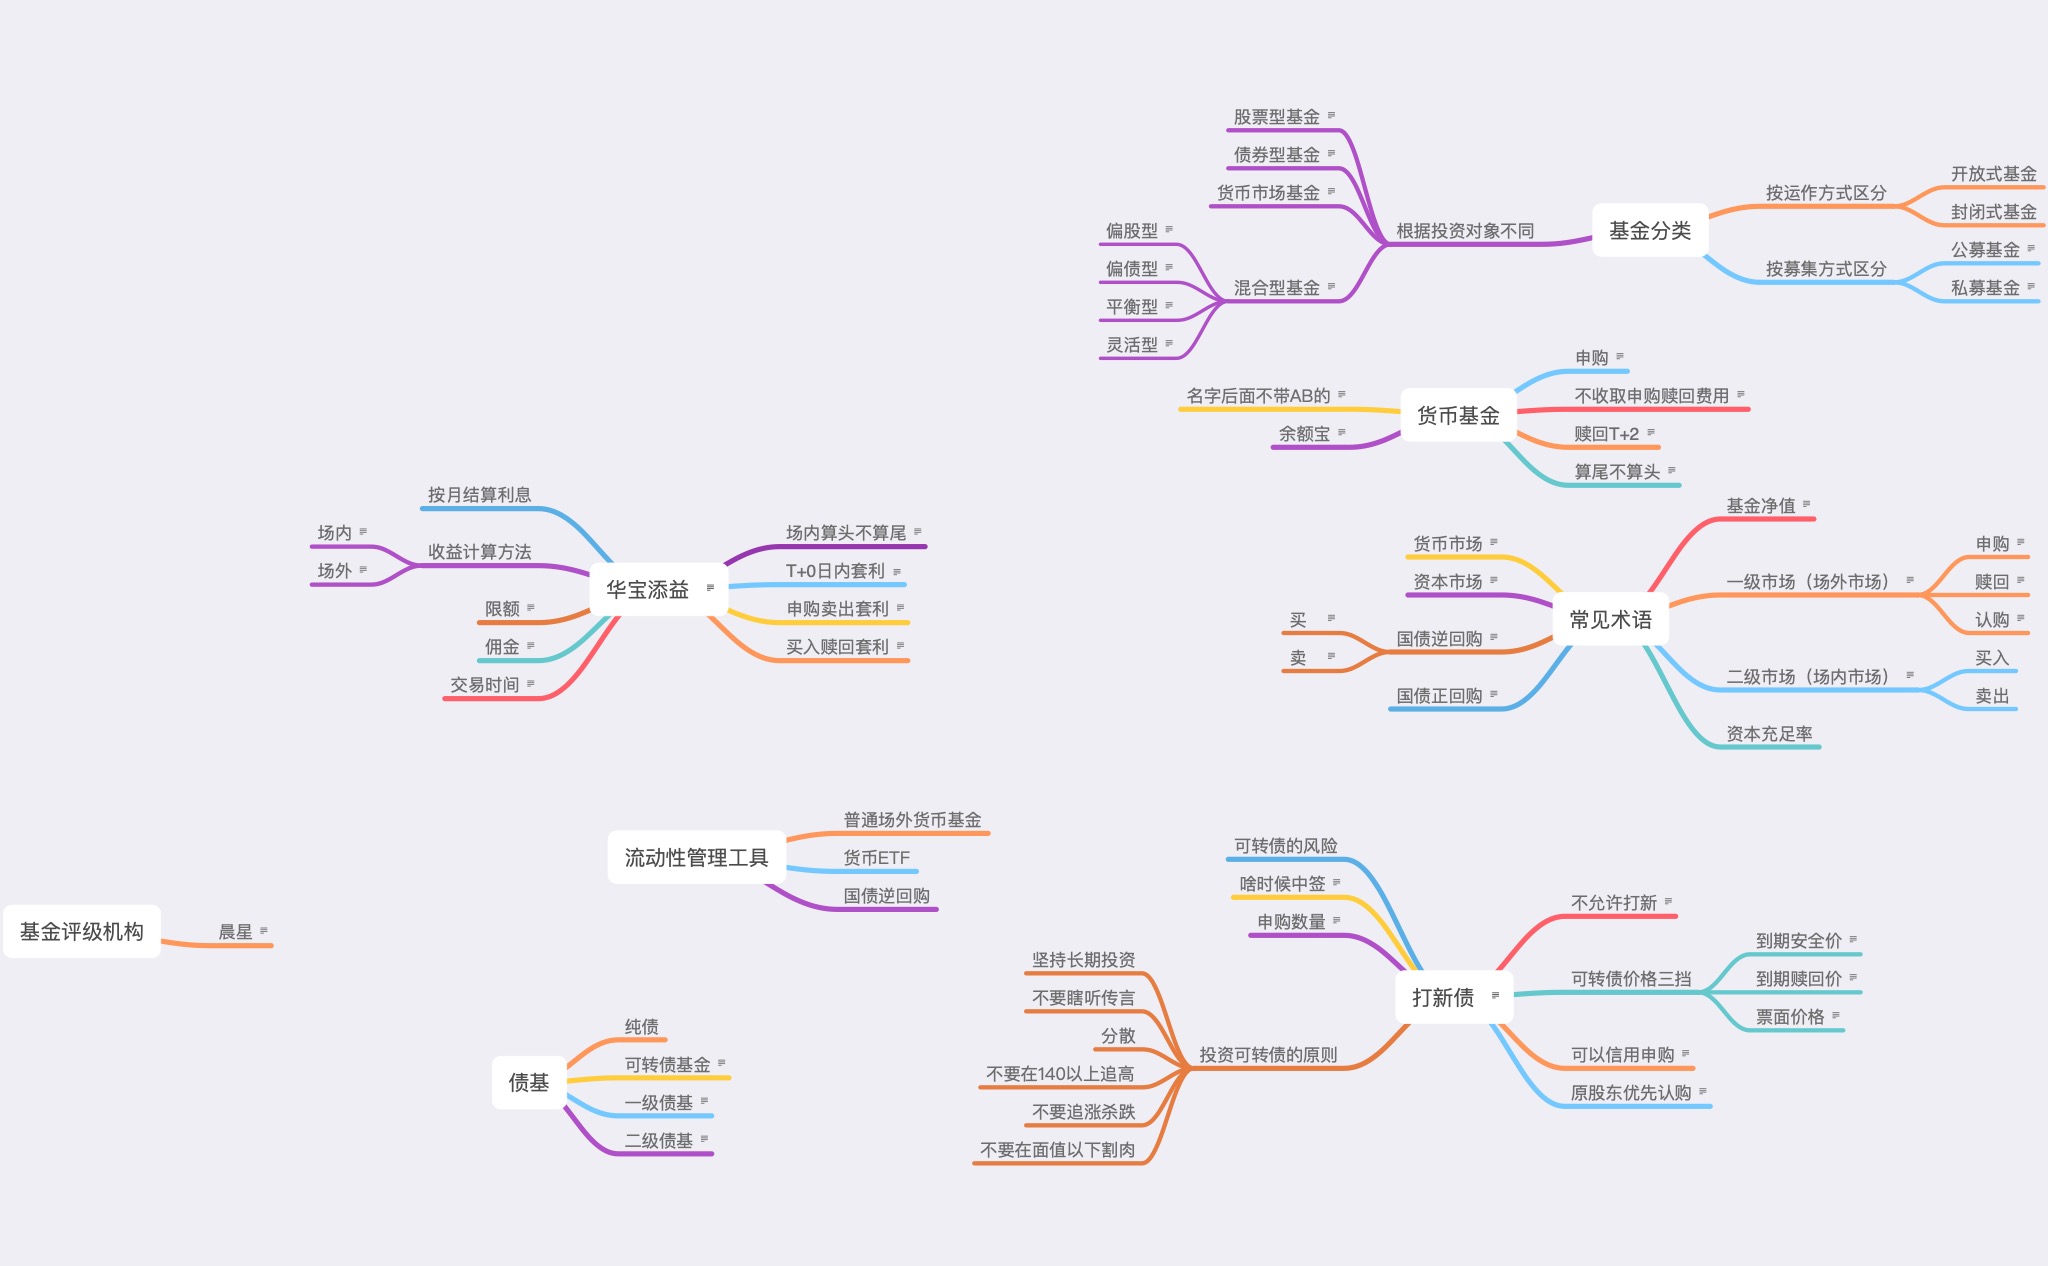 股票型基金
债券型基金
货币市场基金
偏股型
偏债型
平衡型
灵活型
混合型基金
根据投资对象不同
基金分类
按运作方式区分
开放式基金
封闭式基金
按募集方式区分
公募基金
私募基金
名字后面不带AB的
余额宝
货币基金
申购
不收取申购赎回费用
赎回T+2
算尾不算头
按月结算利息
场内
场外
收益计算方法
限额
佣金
交易时间
华宝添益
场内算头不算尾
T+0日内套利
申购卖出套利
买入赎回套利
货币市场
资本市场
买
卖
国债逆回购
国债正回购
常见术语
基金净值
一级市场（场外市场）
申购
赎回
认购
二级市场（场内市场）
买入
卖出
资本充足率
流动性管理工具
普通场外货币基金
货币ETF
国债逆回购
基金评级机构
晨星
债基
纯债
可转债基金
一级债基
二级债基
可转债的风险
啥时候中签
申购数量
坚持长期投资
不要瞎听传言
分散
不要在140以上追高
不要追涨杀跌
不要在面值以下割肉
投资可转债的原则
打新债
不允许打新
可转债价格三挡
到期安全价
到期赎回价
票面价格
可以信用申购
原股东优先认购